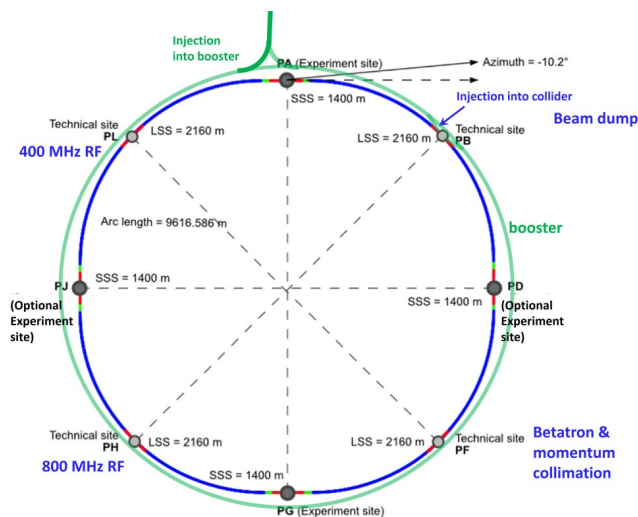 Injection
into booster
PA (Experiment site)
Azimuth = -10.2°
SSS = 1400 m
Injection into collider
Beam dump
Technical site
PL
LSS = 2160 m
LSS = 2160 m
Technical site
PB
400 MHz RF
Arc length = 9616.586 m
booster
SSS = 1400 m
PJ
(Optional
Experiment
site)
SSS = 1400 m
PD
(Optional
Experiment
site)
Technical site
PH
LSS = 2160 m
LSS = 2160 m
Technical site
PF
800 MHz RF
Betatron &
momentum
collimation
SSS = 1400 m
PG (Experiment site)